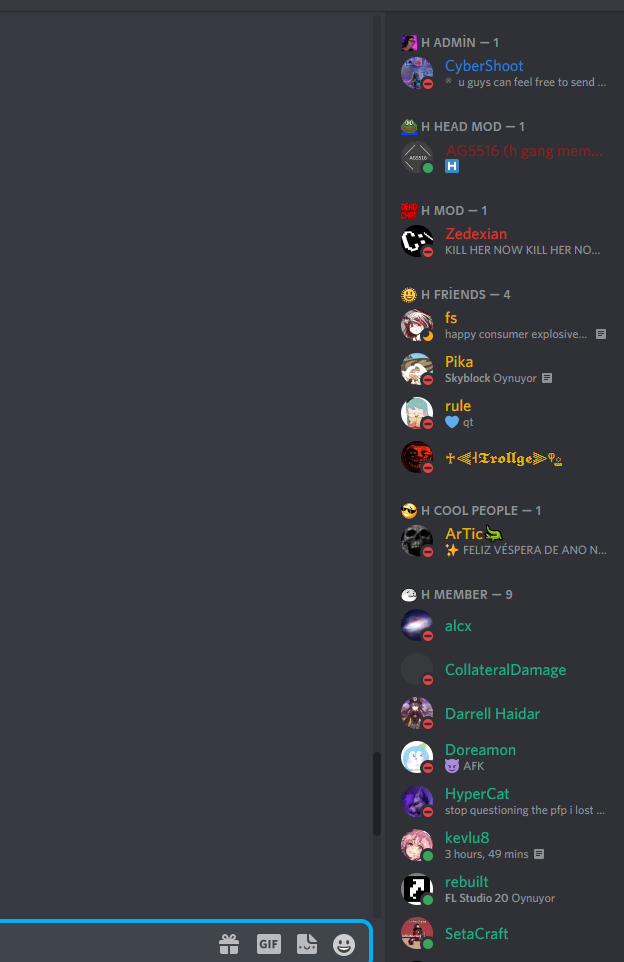 H ADMİN — 1
CyberShoot
u guys can feel free to send ...
H HEAD MOD — 1
AG5516
AG5516 (h gang mem...
H
DEAD CHAT
H MOD — 1
C:\
Zedexian
KILL HER NOW KILL HER NO...
H FRİENDS — 4
fs
happy consumer explosive...
Pika
Skyblock Oynuyor
rule
💙 qt
☥⫷⫞𝕿𝖗𝖔𝖑𝖑𝖌𝖊⫸
H COOL PEOPLE — 1
ArTic🐊
✨ FELIZ VÉSPERA DE ANO N...
H MEMBER — 9
alcx
CollateralDamage
Darrell Haidar
Doreamon
😈 AFK
HyperCat
stop questioning the pfp i lost ...
kevlu8
3 hours, 49 mins
rebuilt
FL Studio 20 Oynuyor
SetaCraft
GIF